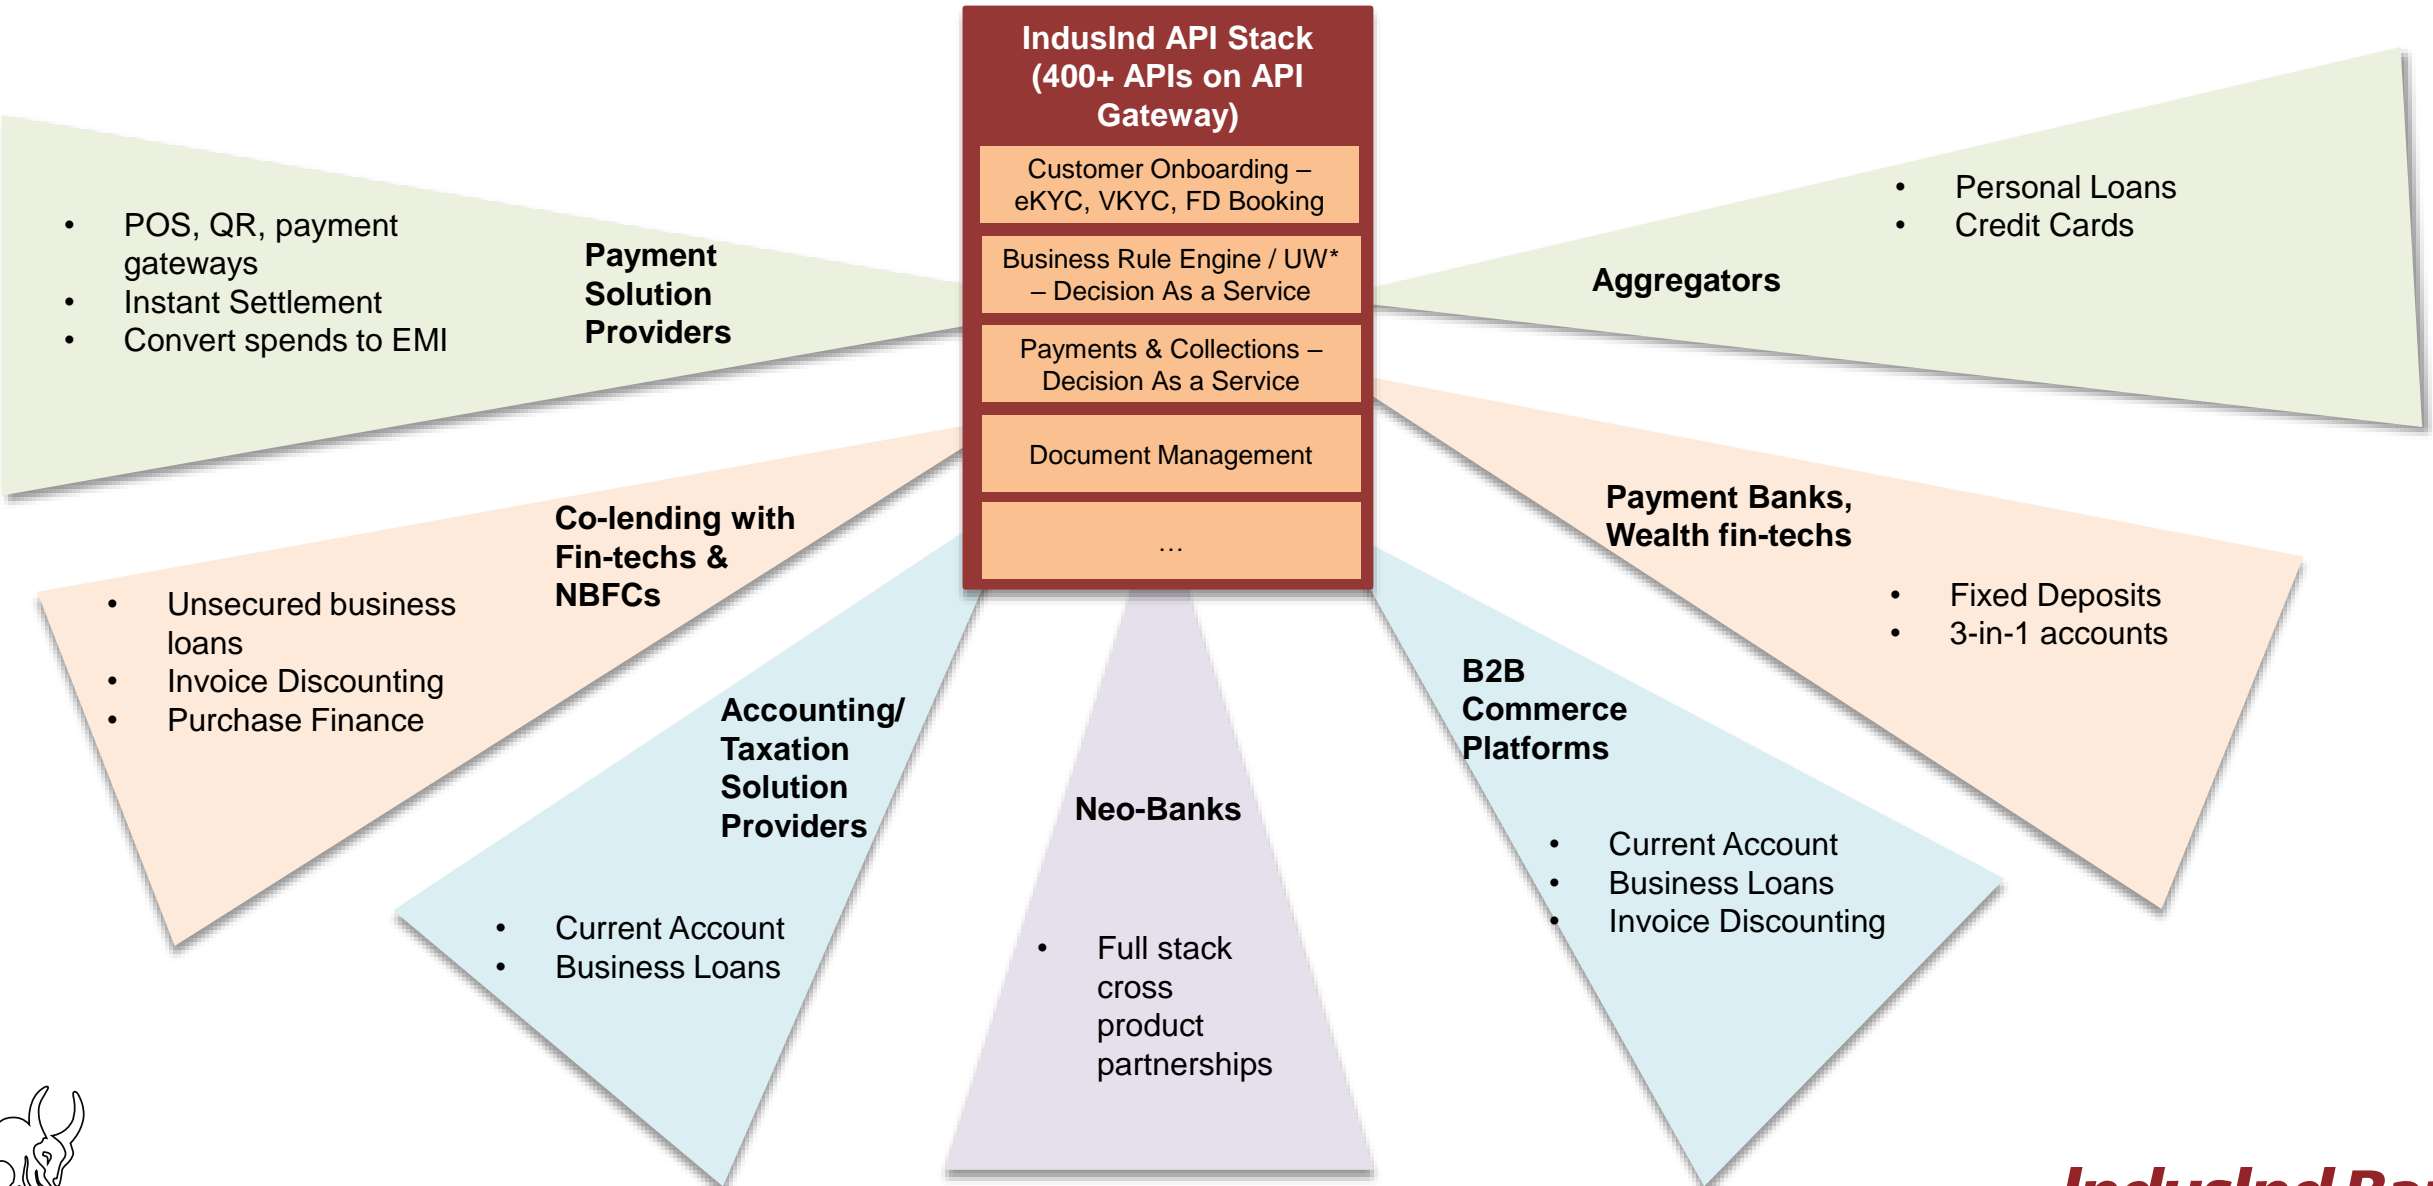 IndusInd API Stack
(400+ APIs on API
Gateway)
Customer Onboarding –
eKYC, VKYC, FD Booking
Business Rule Engine / UW*
– Decision As a Service
Payments & Collections –
Decision As a Service
Document Management
…
• POS, QR, payment
gateways
• Instant Settlement
• Convert spends to EMI
Payment
Solution
Providers
Aggregators
• Personal Loans
• Credit Cards
Co-lending with
Fin-techs &
NBFCs
• Unsecured business
loans
• Invoice Discounting
• Purchase Finance
Payment Banks,
Wealth fin-techs
• Fixed Deposits
• 3-in-1 accounts
Accounting/
Taxation
Solution
Providers
• Current Account
• Business Loans
Neo-Banks
• Full stack
cross
product
partnerships
B2B
Commerce
Platforms
• Current Account
• Business Loans
• Invoice Discounting
IndusInd